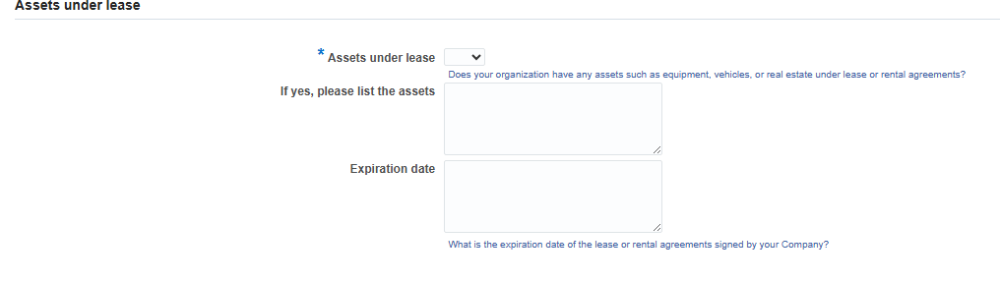 Assets under lease
* Assets under lease
Does your organization have any assets such as equipment, vehicles, or real estate under lease or rental agreements?
If yes, please list the assets
Expiration date
What is the expiration date of the lease or rental agreements signed by your Company?